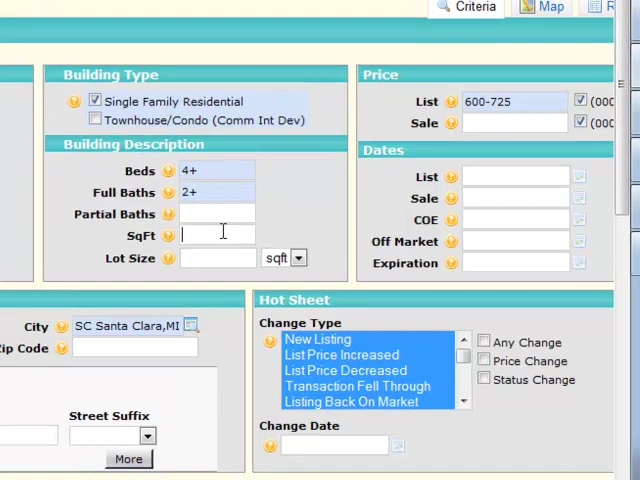 Criteria
Map
Building Type
Single Family Residential
Townhouse/Condo (Comm Int Dev)
Building Description
Beds 4+
Full Baths 2+
Partial Baths
SqFt
Lot Size sqft
Price
List 600-725 (000
Sale (000
Dates
List
Sale
COE
Off Market
Expiration
City SC Santa Clara,MI
Zip Code
Street Suffix
More
Hot Sheet
Change Type
New Listing
List Price Increased
List Price Decreased
Transaction Fell Through
Listing Back On Market
Any Change
Price Change
Status Change
Change Date